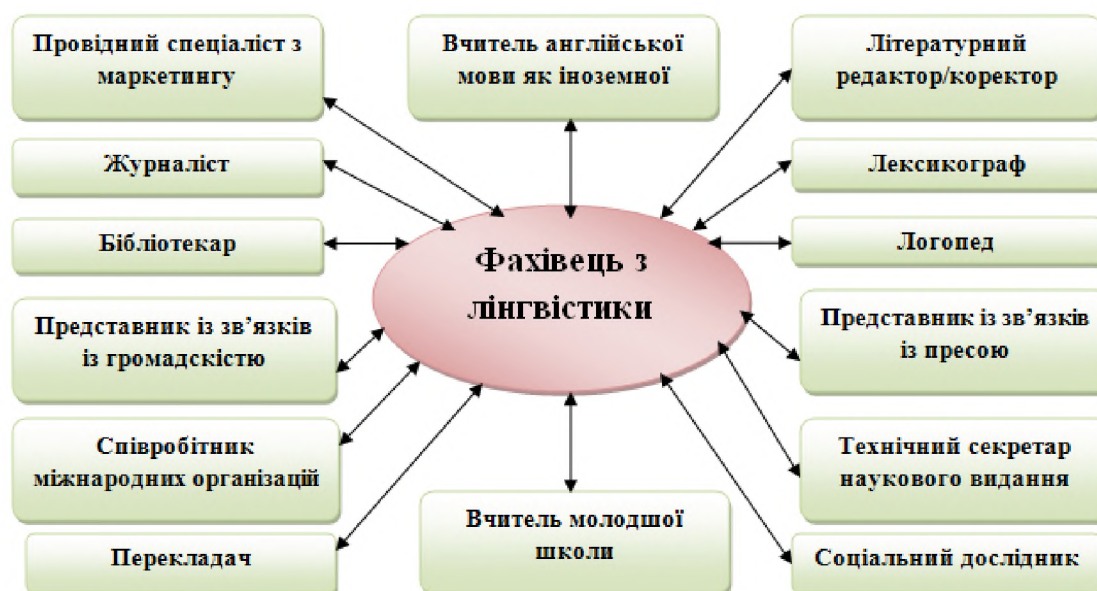 Провідний спеціаліст з
маркетингу
Вчитель англійської
мови як іноземної
Літературний
редактор/коректор
Журналіст
Лексикограф
Бібліотекар
Логопед
Фахівець з
лінгвістики
Представник із зв’язків
із громадскістю
Представник із зв’язків
із пресою
Співробітник
міжнародних організацій
Технічний секретар
наукового видання
Вчитель молодшої
школи
Перекладач
Соціальний дослідник